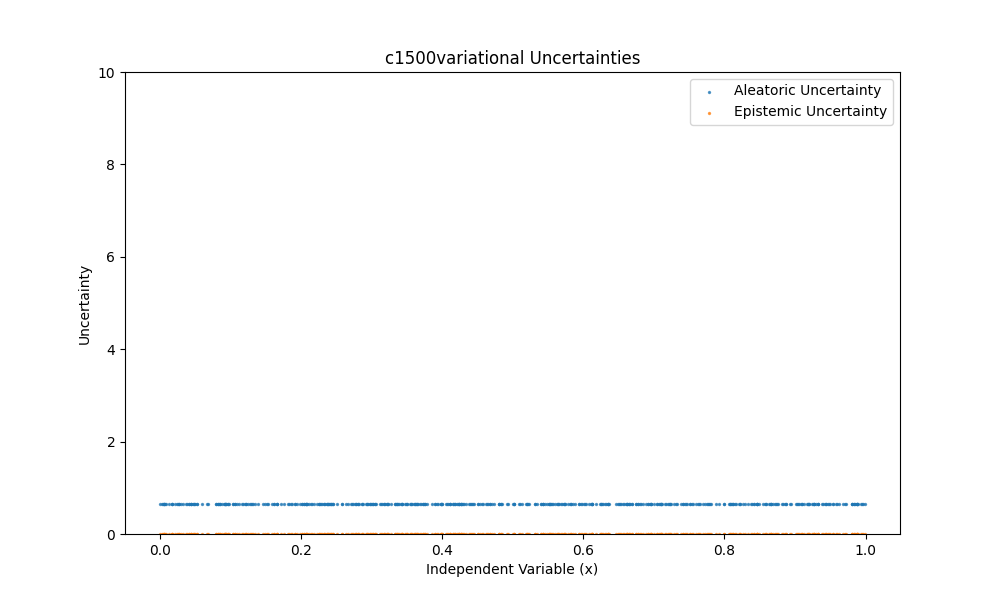 c1500variational Uncertainties
10
8
6
4
2
0
Uncertainty
Aleatoric Uncertainty
Epistemic Uncertainty
0.0 0.2 0.4 0.6 0.8 1.0
Independent Variable (x)